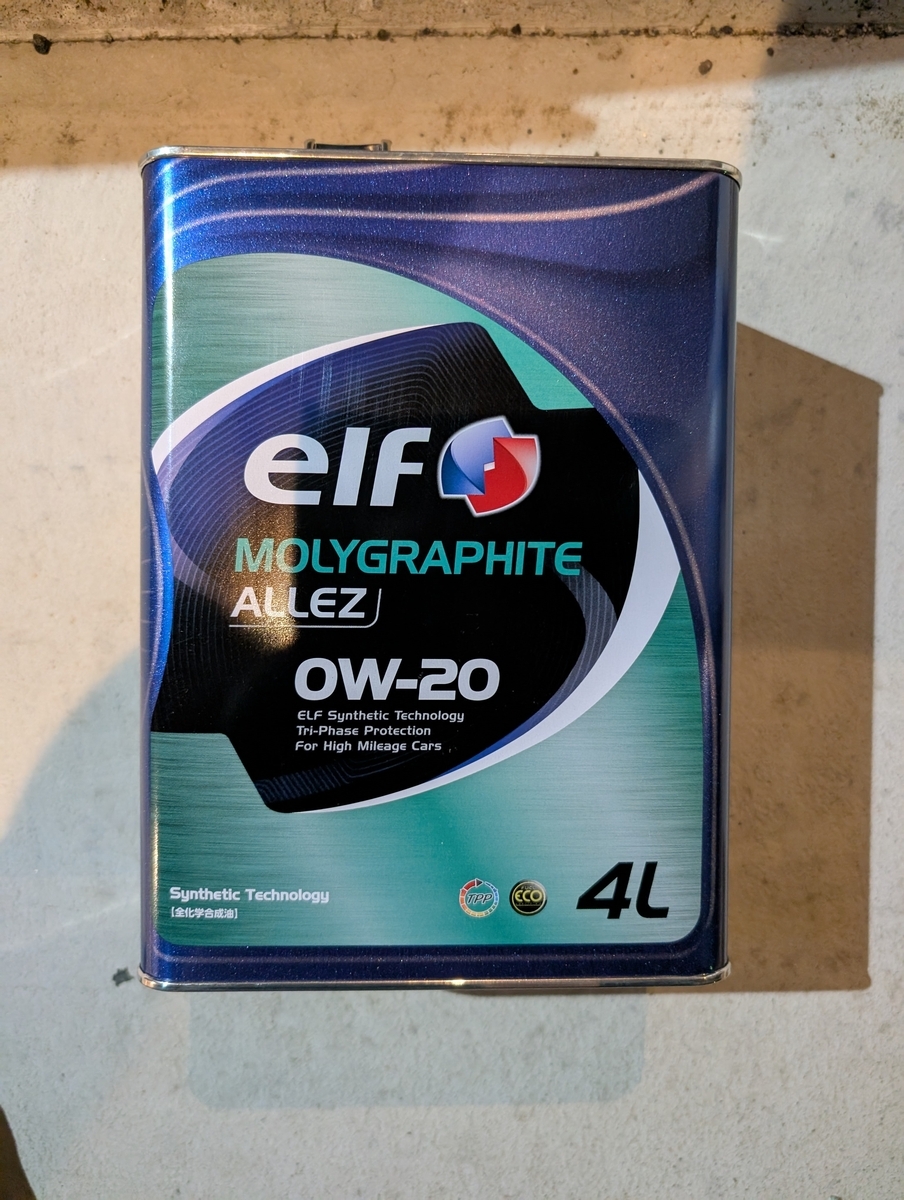 elf
MOLYGRAPHITE
ALLEZ
0W-20
ELF Synthetic Technology
Tri-Phase Protection
For High Mileage Cars
Synthetic Technology
【全化学合成油】
TPP
ECO
4L